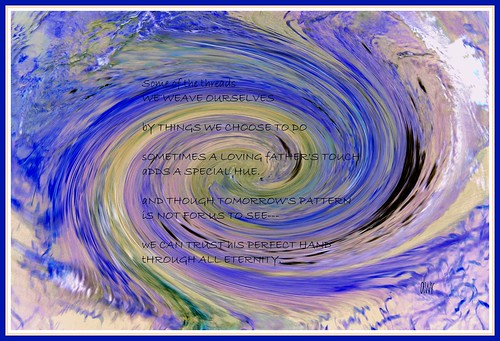 Some of the threads
WE WEAVE OURSELVES
bY THINGS WE CHOOSE TO DO
sOMETIMES A LOVING fATHER'S TOUCH
aDDS A SPECIAL HUE.
aND THOUGH TOMORROW'S PATTERN
iS NOT FOR US TO SEE---
wE CAN TRUST hIS PERFECT HAND
tHROUGH ALL ETERNITY